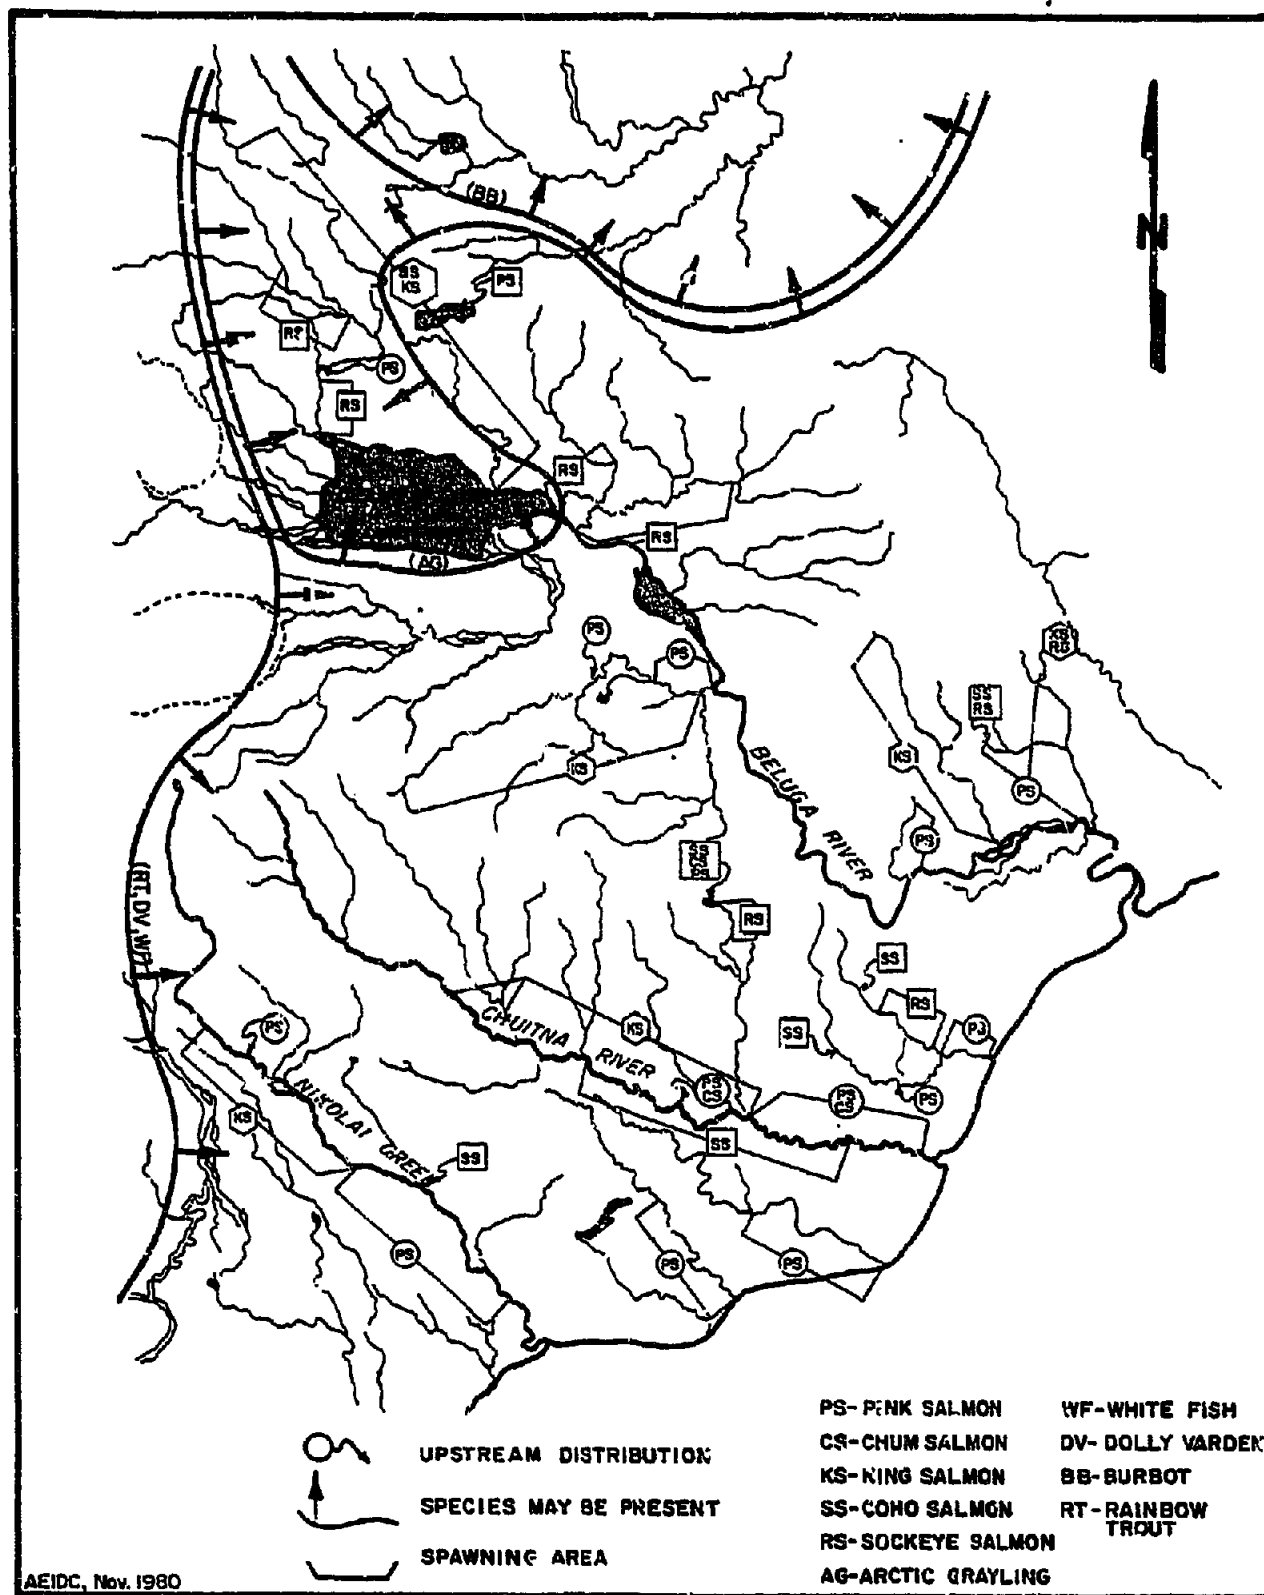 N
(BB)
SS
KS
PS
RS
PS
RS
RS
(AG)
RS
PS
PS
KS
RS
SS
RS
KS
KS
PS
BELUGA RIVER
PS
SS
RS
(RT, DV, WF)
SS
RS
PS
PS
CHUITNA
RIVER
KS
SS
PS
CS
PS
CS
PS
NIKOLAI CREEK
KS
SS
SS
PS
PS
PS
UPSTREAM DISTRIBUTION
SPECIES MAY BE PRESENT
SPAWNING AREA
PS-PINK SALMON
CS-CHUM SALMON
KS-KING SALMON
SS-COHO SALMON
RS-SOCKEYE SALMON
AG-ARCTIC GRAYLING
WF-WHITE FISH
DV-DOLLY VARDEN
BB-BURBOT
RT-RAINBOW
TROUT
AEIDC, Nov. 1980